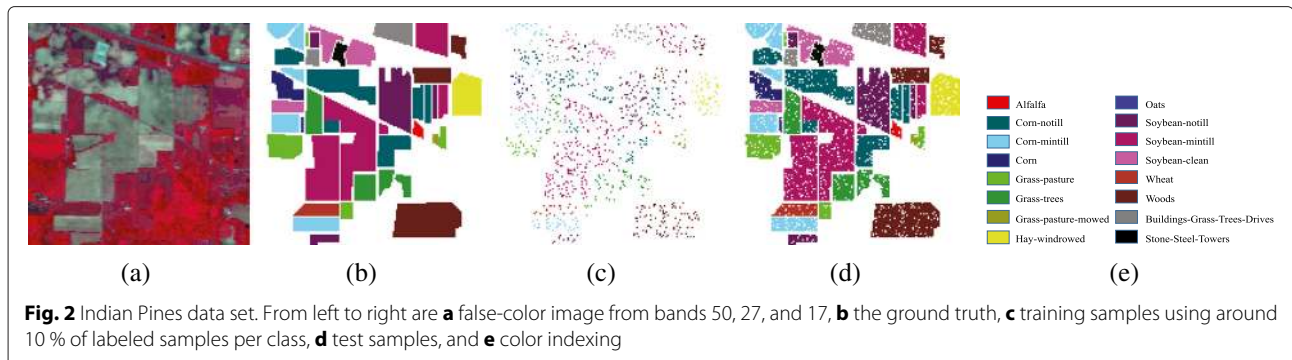 Alfalfa
Corn-notill
Corn-mintill
Corn
Grass-pasture
Grass-trees
Grass-pasture-mowed
Hay-windrowed
Oats
Soybean-notill
Soybean-mintill
Soybean-clean
Wheat
Woods
Buildings-Grass-Trees-Drives
Stone-Steel-Towers
(a) (b) (c) (d) (e)
Fig. 2 Indian Pines data set. From left to right are a false-color image from bands 50, 27, and 17, b the ground truth, c training samples using around
10 % of labeled samples per class, d test samples, and e color indexing